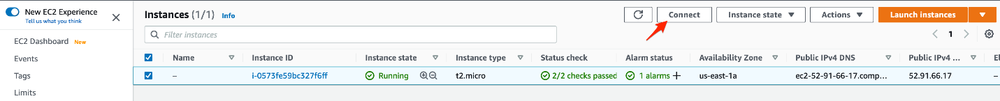 New EC2 Experience
Tell us what you think
EC2 Dashboard New
Events
Tags
Limits
Instances (1/1) Info
Connect
Instance state
Actions
Launch instances
Filter instances
1
Name Instance ID Instance state Instance type Status check Alarm status Availability Zone Public IPv4 DNS Public IPv4 ... El
– i-0573fe59bc327f6ff Running t2.micro 2/2 checks passed 1 alarms + us-east-1a ec2-52-91-66-17.comp... 52.91.66.17 –